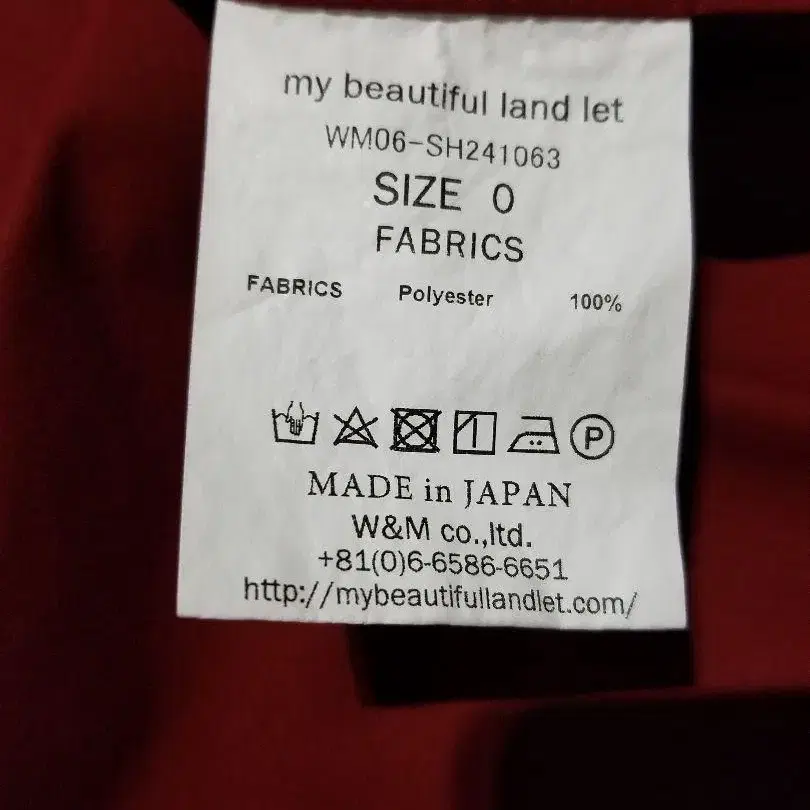 my beautiful land let
WM06-SH241063
SIZE 0
FABRICS
FABRICS Polyester 100%
P
MADE in JAPAN
W&M co.,ltd.
+81(0)6-6586-6651
http://mybeautifullandlet.com/